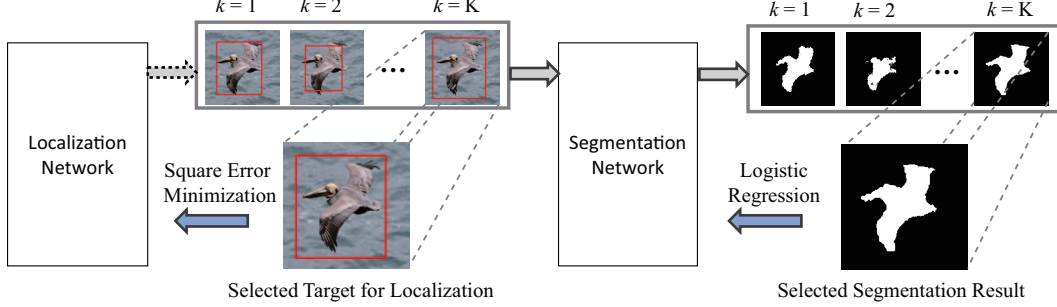 k = 1
k = 2
k = K
k = 1
k = 2
k = K
Localization
Network
Square Error
Minimization
Segmentation
Network
Logistic
Regression
Selected Target for Localization
Selected Segmentation Result